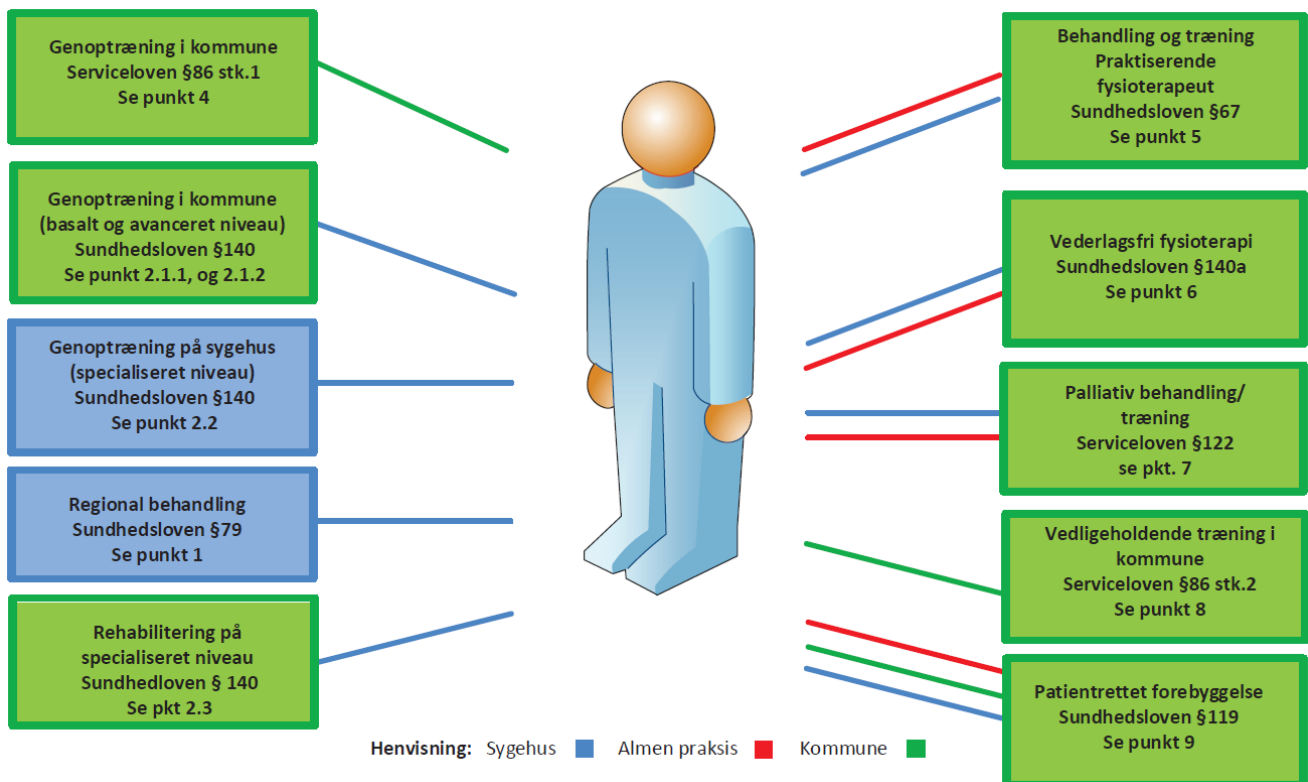 Genoptræning i kommune
Serviceloven §86 stk.1
Se punkt 4
Genoptræning i kommune
(basalt og avanceret niveau)
Sundhedsloven §140
Se punkt 2.1.1, og 2.1.2
Genoptræning på sygehus
(specialiseret niveau)
Sundhedsloven §140
Se punkt 2.2
Regional behandling
Sundhedsloven §79
Se punkt 1
Rehabilitering på
specialiseret niveau
Sundhedloven § 140
Se pkt 2.3
Behandling og træning
Praktiserende
fysioterapeut
Sundhedsloven §67
Se punkt 5
Vederlagsfri fysioterapi
Sundhedsloven §140a
Se punkt 6
Palliativ behandling/
træning
Serviceloven §122
se pkt. 7
Vedligeholdende træning i
kommune
Serviceloven §86 stk.2
Se punkt 8
Patientrettet forebyggelse
Sundhedsloven §119
Se punkt 9
Henvisning: Sygehus Almen praksis Kommune